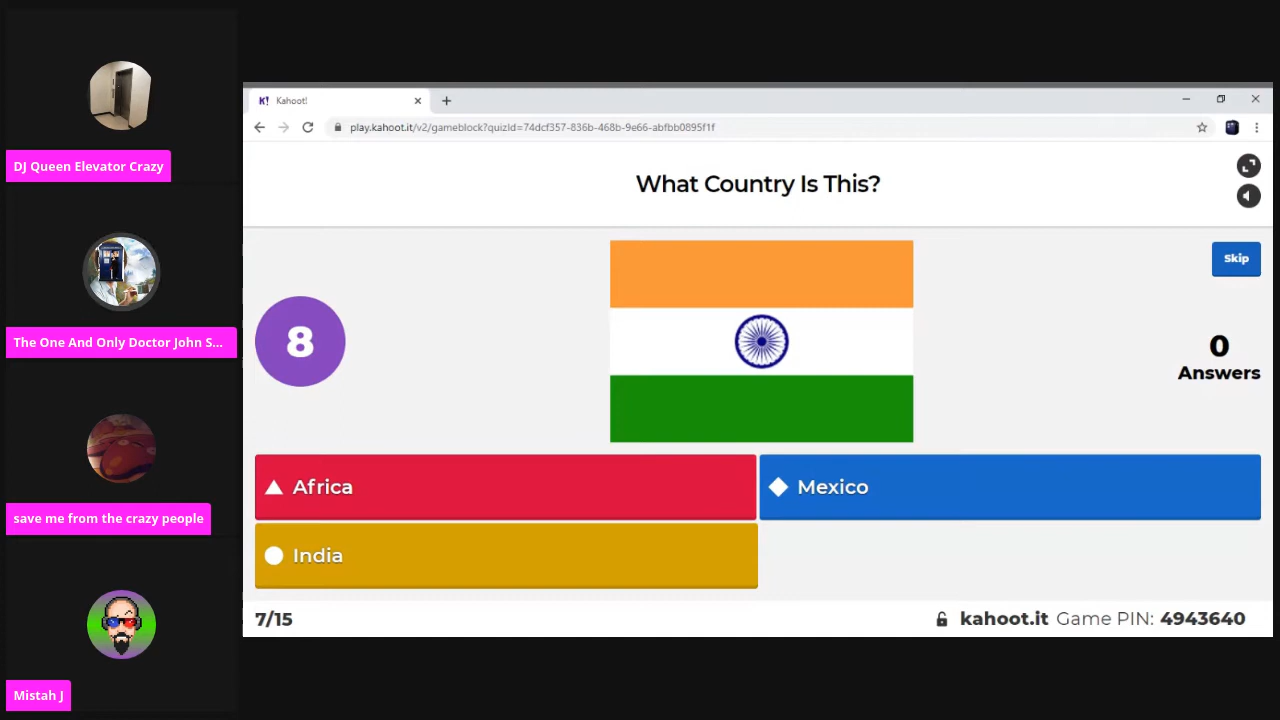 DJ Queen Elevator Crazy
The One And Only Doctor John S...
save me from the crazy people
Mistah J
K! Kahoot!
play.kahoot.it/v2/gameblock?quizId=74dcf357-836b-468b-9e66-abfbb0895f1f
What Country Is This?
Skip
8
0
Answers
Africa
Mexico
India
7/15
kahoot.it Game PIN: 4943640